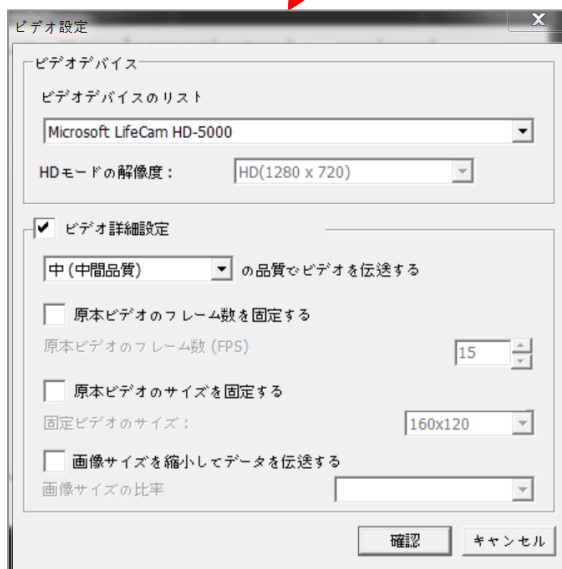 ビデオ設定
X
ビデオデバイス
ビデオデバイスのリスト
Microsoft LifeCam HD-5000
HDモードの解像度： HD(1280 x 720)
ビデオ詳細設定
中 (中間品質) の品質でビデオを伝送する
原本ビデオのフレーム数を固定する
原本ビデオのフレーム数 (FPS) 15
原本ビデオのサイズを固定する
固定ビデオのサイズ： 160x120
画像サイズを縮小してデータを伝送する
画像サイズの比率
確認 キャンセル